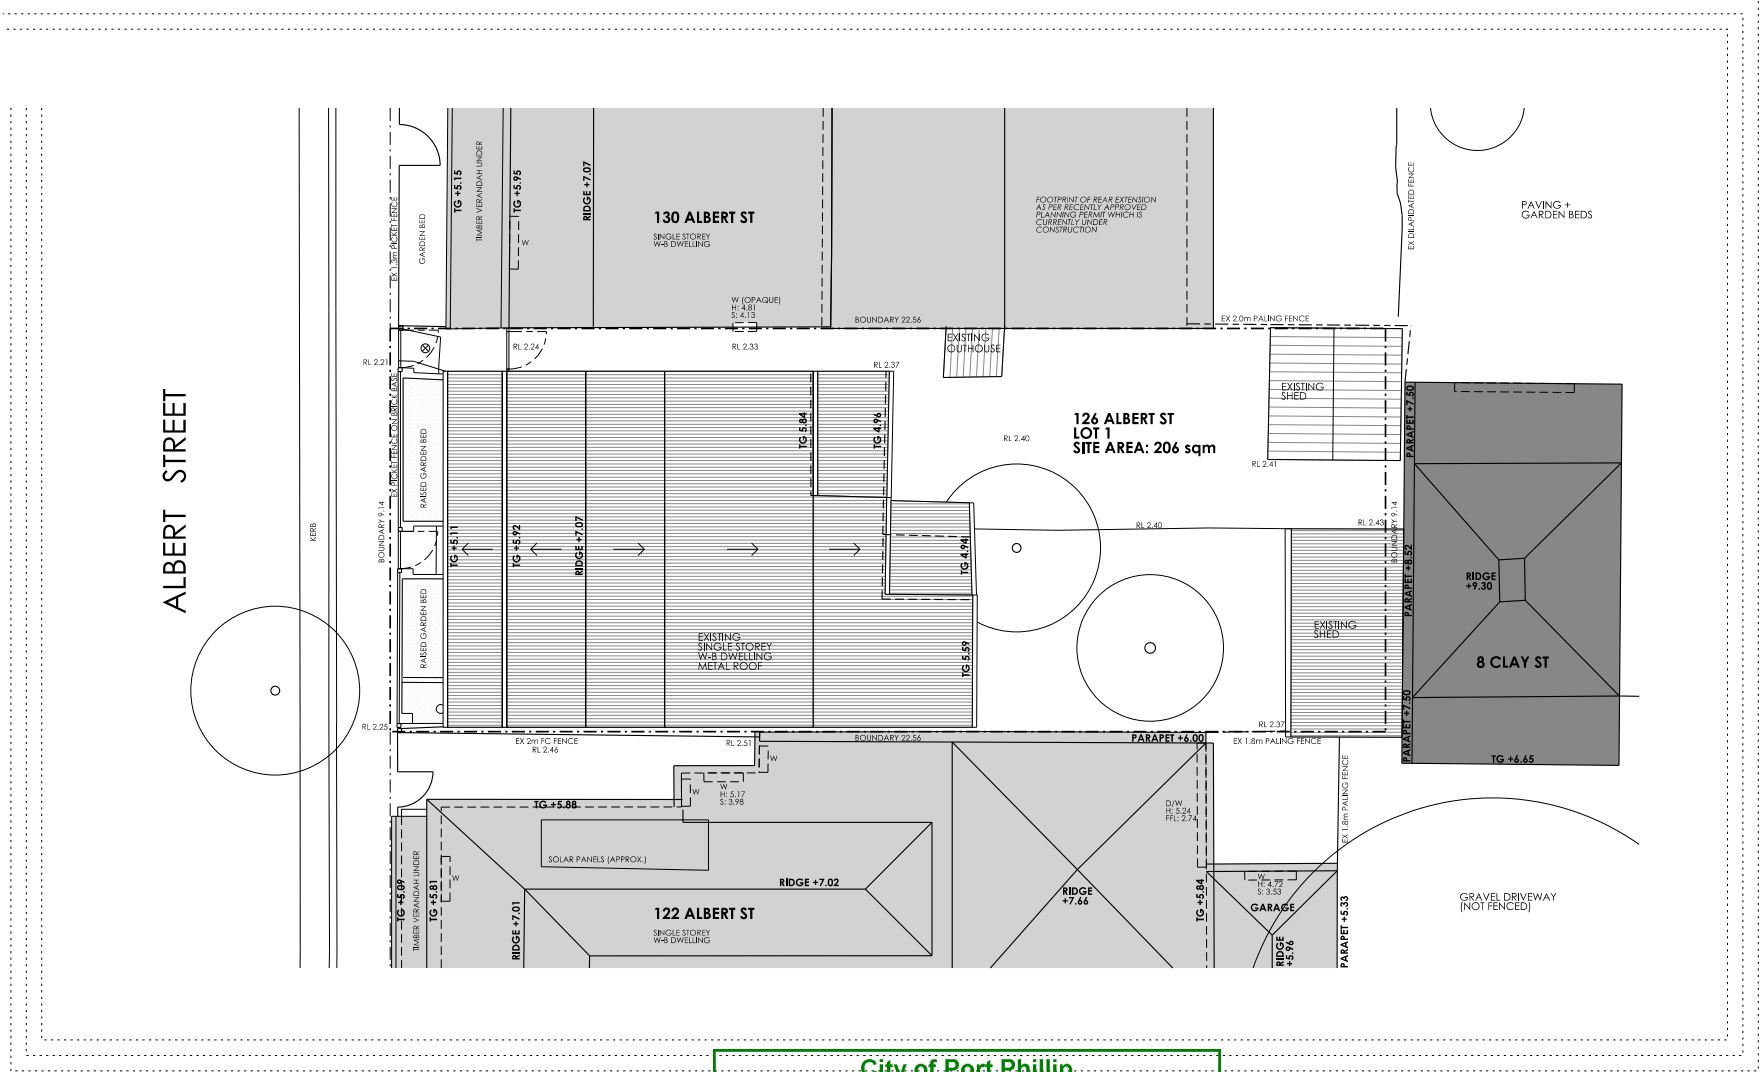 ALBERT STREET
KERB
EX 1.3m PICKET FENCE
GARDEN BED
TG +5.15
TIMBER VERANDAH UNDER
TG +5.95
W
RIDGE +7.07
130 ALBERT ST
SINGLE STOREY
W-B DWELLING
W (OPAQUE)
H: 4.81
S: 4.13
FOOTPRINT OF REAR EXTENSION
AS PER RECENTLY APPROVED
PLANNING PERMIT WHICH IS
CURRENTLY UNDER
CONSTRUCTION
EX DILAPIDATED FENCE
PAVING +
GARDEN BEDS
BOUNDARY 22.56
EX 2.0m PALING FENCE
RL 2.21
RL 2.24
RL 2.33
RL 2.37
EXISTING
OUTHOUSE
EXISTING
SHED
EX PICKET FENCE ON BRICK BASE
RAISED GARDEN BED
BOUNDARY 9.14
TG +5.11
TG +5.92
RIDGE +7.07
TG 5.84
TG 4.96
TG 4.94
TG 5.59
126 ALBERT ST
LOT 1
SITE AREA: 206 sqm
RL 2.40
RL 2.41
RL 2.40
RL 2.43
BOUNDARY 9.14
PARAPET +7.50
PARAPET +8.52
PARAPET +7.50
RIDGE
+9.30
8 CLAY ST
TG +6.65
RAISED GARDEN BED
EXISTING
SINGLE STOREY
W-B DWELLING
METAL ROOF
EXISTING
SHED
RL 2.25
RL 2.37
EX 2m FC FENCE
RL 2.46
RL 2.51
BOUNDARY 22.56
PARAPET +6.00
EX 1.8m PALING FENCE
EX 1.8m PALING FENCE
W
W
W
H: 5.17
S: 3.98
TG +5.88
SOLAR PANELS (APPROX.)
D/W
H: 5.24
FFL: 2.74
TG +5.09
TIMBER VERANDAH UNDER
TG +5.81
W
RIDGE +7.01
RIDGE +7.02
122 ALBERT ST
SINGLE STOREY
W-B DWELLING
RIDGE
+7.66
TG +5.84
W
H: 4.72
S: 3.53
GARAGE
RIDGE
+5.96
PARAPET +5.33
GRAVEL DRIVEWAY
(NOT FENCED)
City of Port Phillip